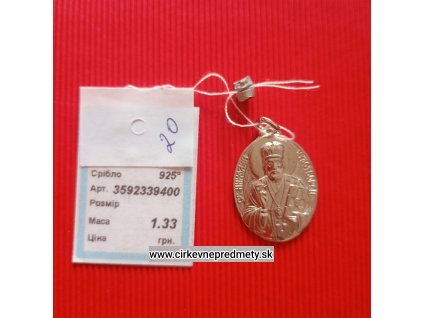 20
Срібло 925°
Арт. 3592339400
Розмір
Маса 1.33
Ціна грн.
www.cirkevnepredmety.sk